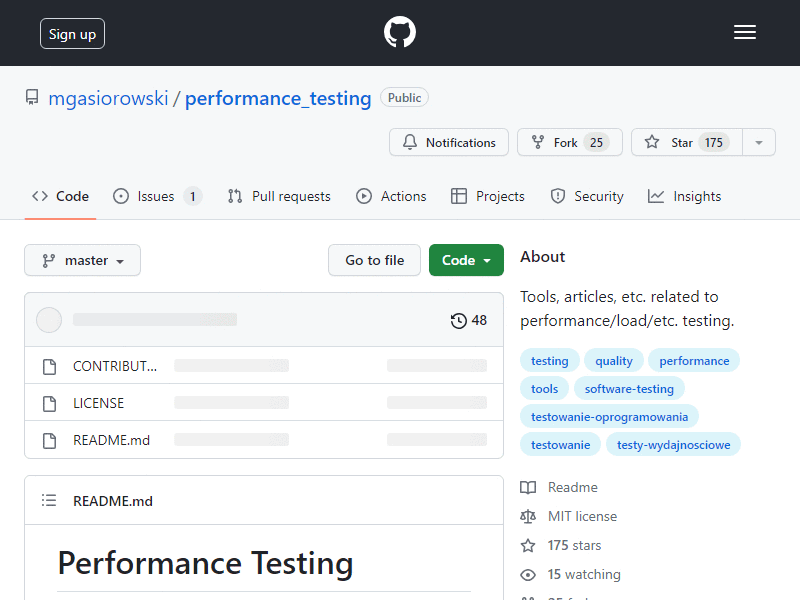 Sign up
mgasiorowski / performance_testing Public
Notifications Fork 25 Star 175
Code Issues 1 Pull requests Actions Projects Security Insights
master Go to file Code
48
CONTRIBUT...
LICENSE
README.md
README.md
Performance Testing
About
Tools, articles, etc. related to
performance/load/etc. testing.
testing quality performance
tools software-testing
testowanie-oprogramowania
testowanie testy-wydajnosciowe
Readme
MIT license
175 stars
15 watching